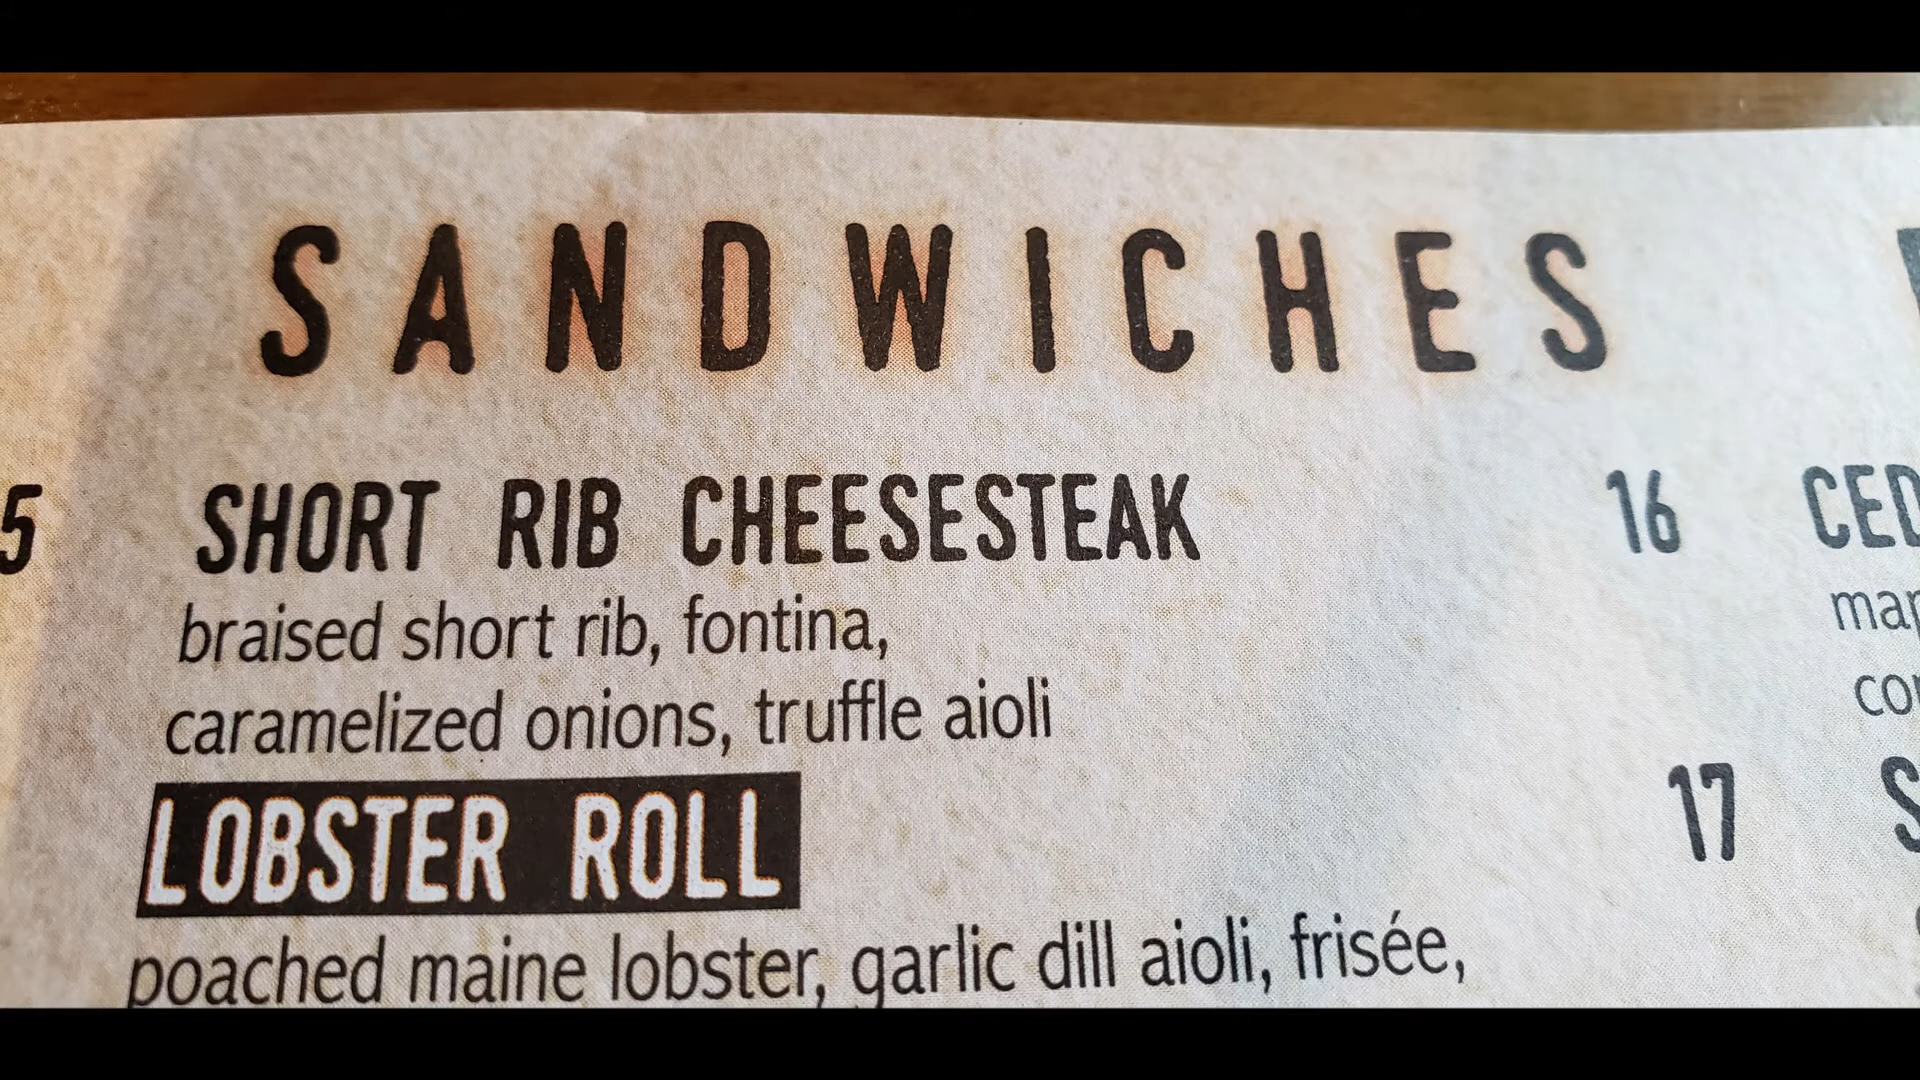 SANDWICHES
5 SHORT RIB CHEESESTEAK 16
braised short rib, fontina,
caramelized onions, truffle aioli
LOBSTER ROLL 17
poached maine lobster, garlic dill aioli, frisée,